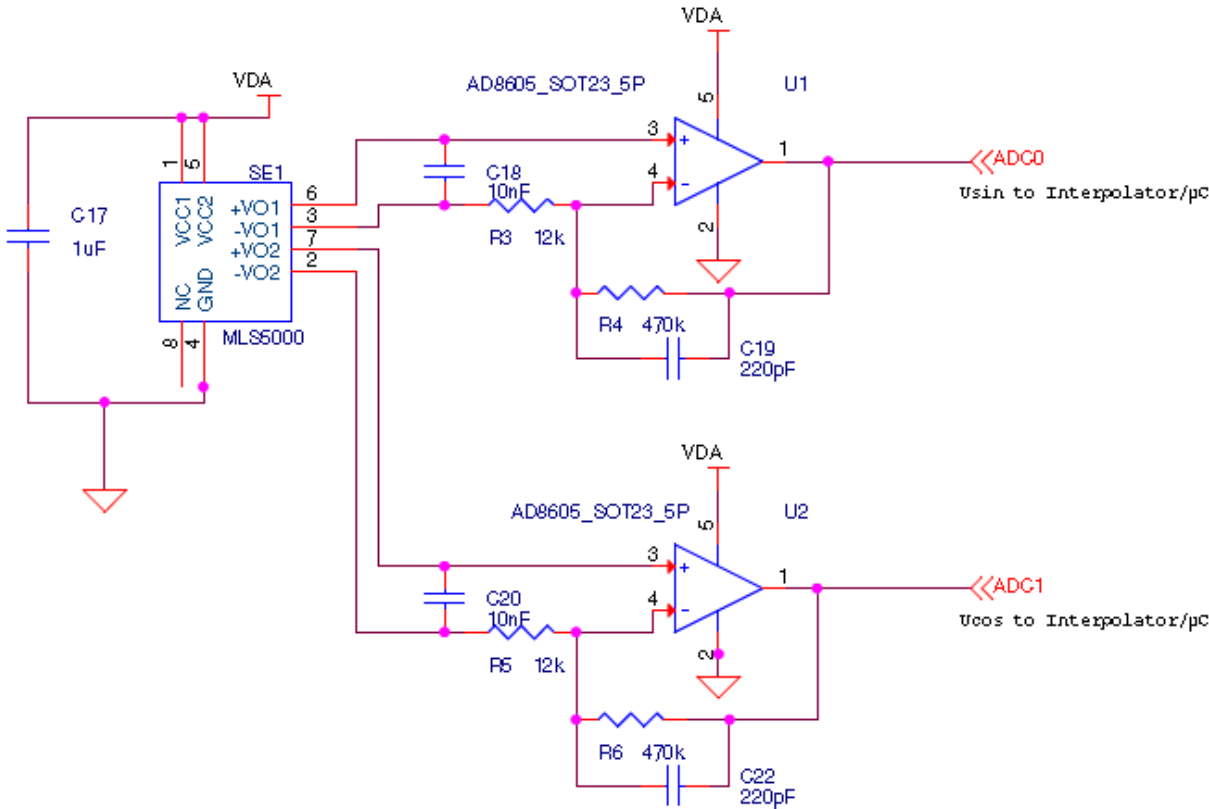 VDA
AD8605_SOT23_5P
U1
VDA
5
3
+
4
-
1
2
ADC0
Usin to Interpolator/µC
C17
1uF
1
5
SE1
VCC1
VCC2
+VO1
-VO1
+VO2
-VO2
6
3
7
2
NC
GND
8
4
MLS5000
C18
10nF
R3 12k
R4 470k
C19
220pF
VDA
AD8605_SOT23_5P
U2
5
3
+
4
-
1
2
ADC1
Ucos to Interpolator/µC
C20
10nF
R5 12k
R6 470k
C22
220pF